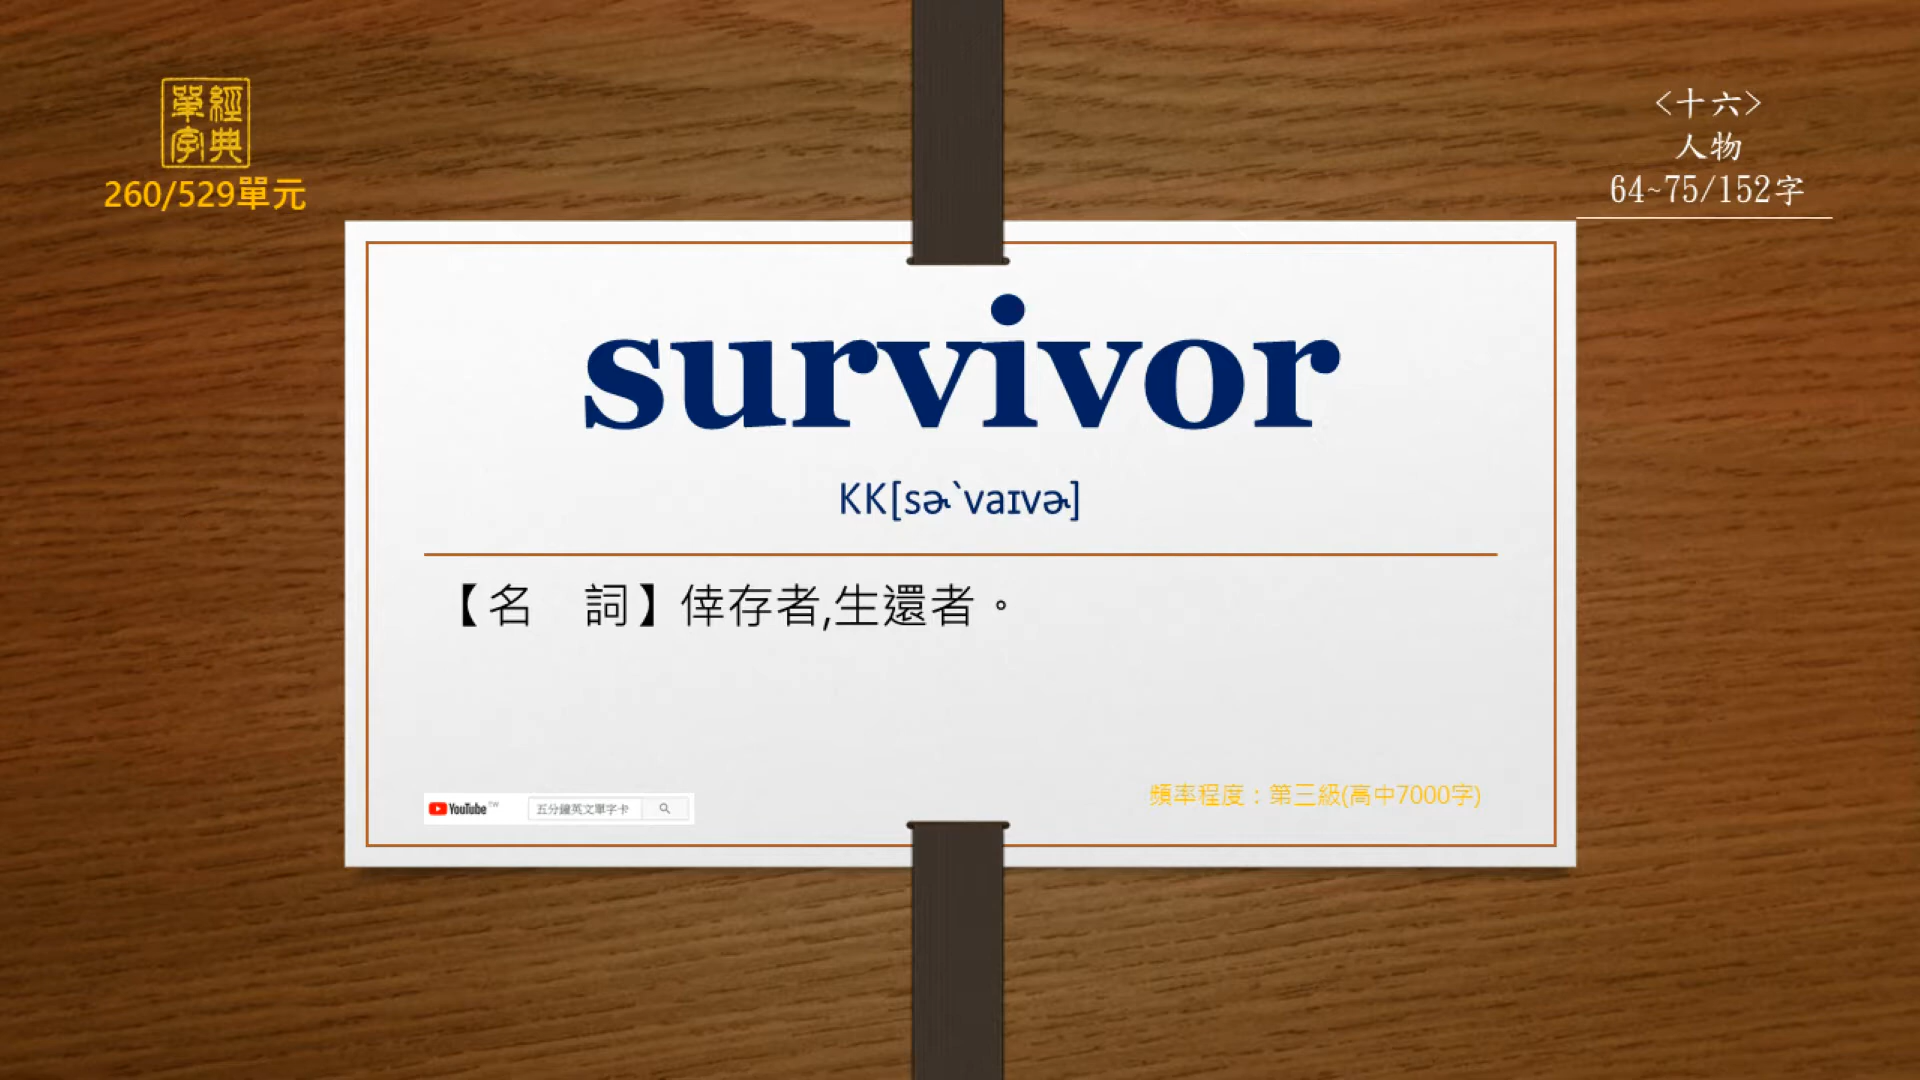 經典
單字
260/529單元
<十六>
人物
64~75/152字
survivor
KK[sɚˋvaɪvɚ]
【名　詞】倖存者,生還者。
YouTube TW 五分鐘英文單字卡
頻率程度：第三級(高中7000字)